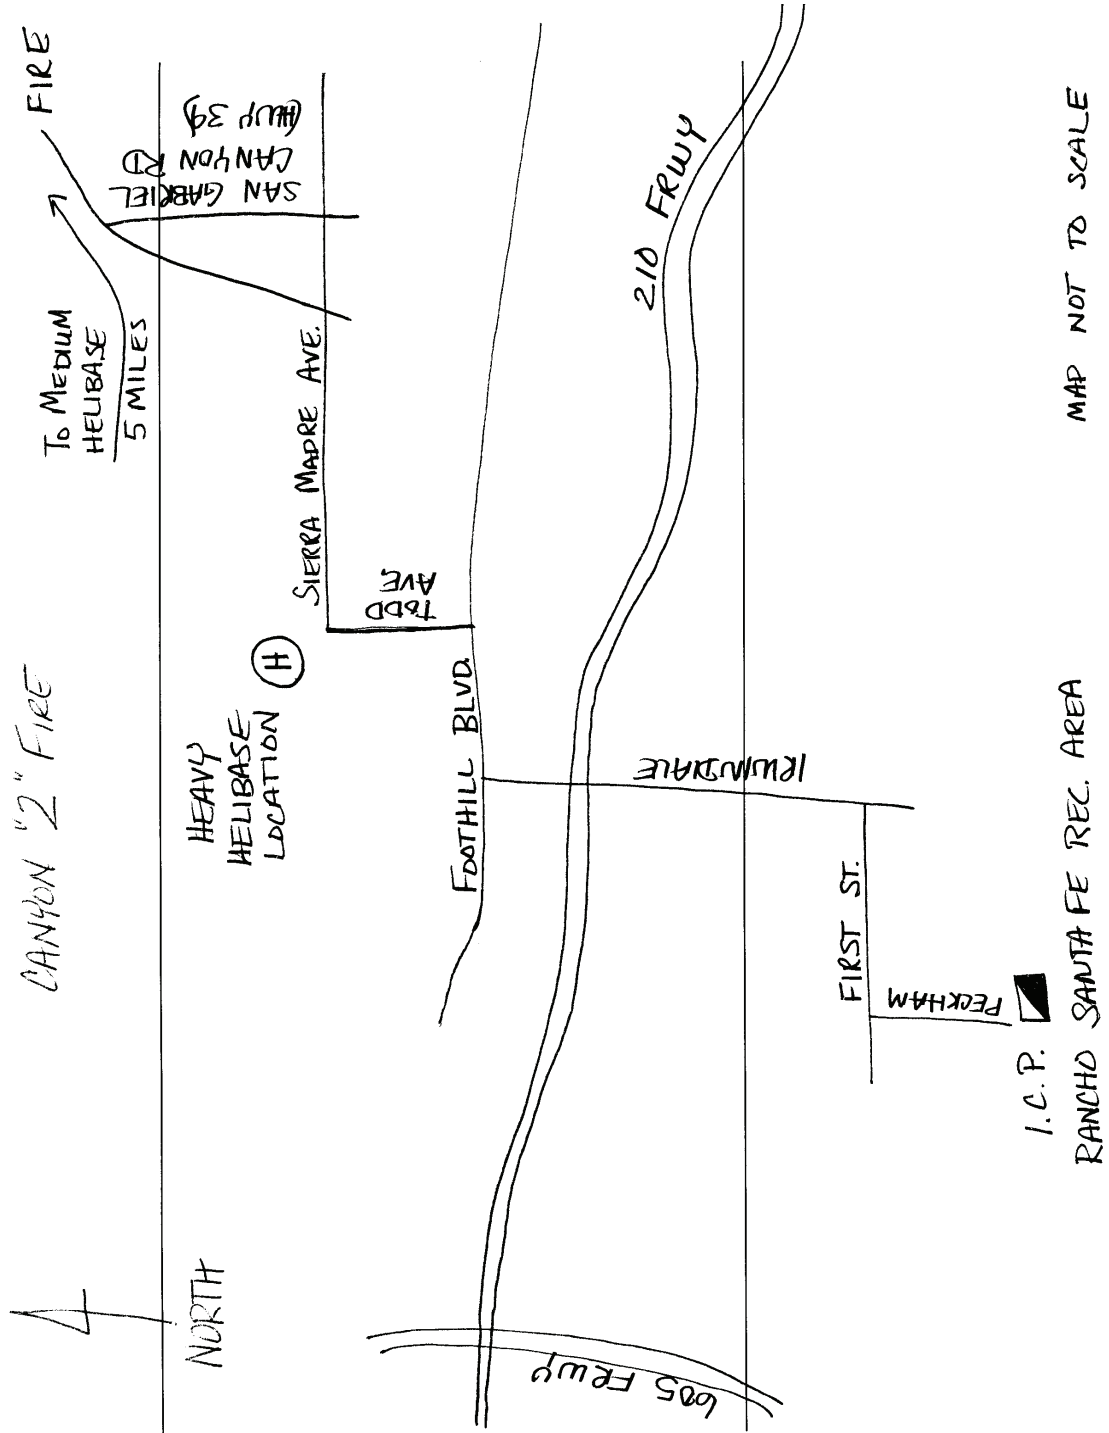 CANYON "2" FIRE
NORTH
FIRE
To MEDIUM
HELIBASE
5 MILES
SAN GABRIEL
CANYON RD
(HWY 39)
HEAVY
HELIBASE
LOCATION
H
SIERRA MADRE AVE.
TODD
AVE.
FOOTHILL BLVD.
210 FRWY
605 FRWY
IRWINDALE
FIRST ST.
PECKHAM
I.C.P.
RANCHO SANTA FE REC. AREA
MAP NOT TO SCALE